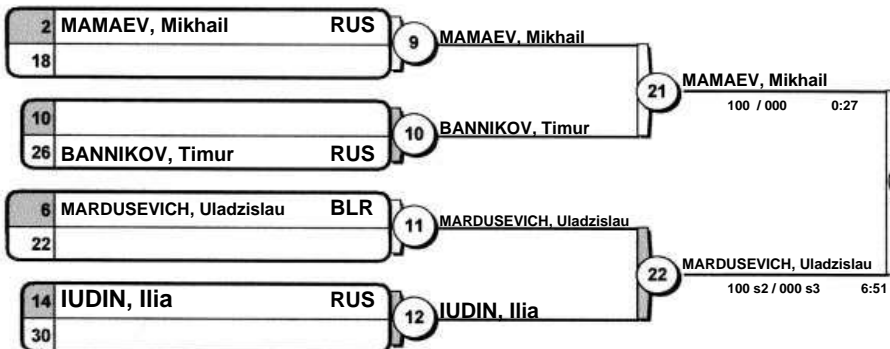 2 MAMAEV, Mikhail RUS
18
9
MAMAEV, Mikhail
10
26 BANNIKOV, Timur RUS
10
BANNIKOV, Timur
21
MAMAEV, Mikhail
100 / 000 0:27
6 MARDUSEVICH, Uladzislau BLR
22
11
MARDUSEVICH, Uladzislau
14 IUDIN, Ilia RUS
30
12
IUDIN, Ilia
22
MARDUSEVICH, Uladzislau
100 s2 / 000 s3 6:51